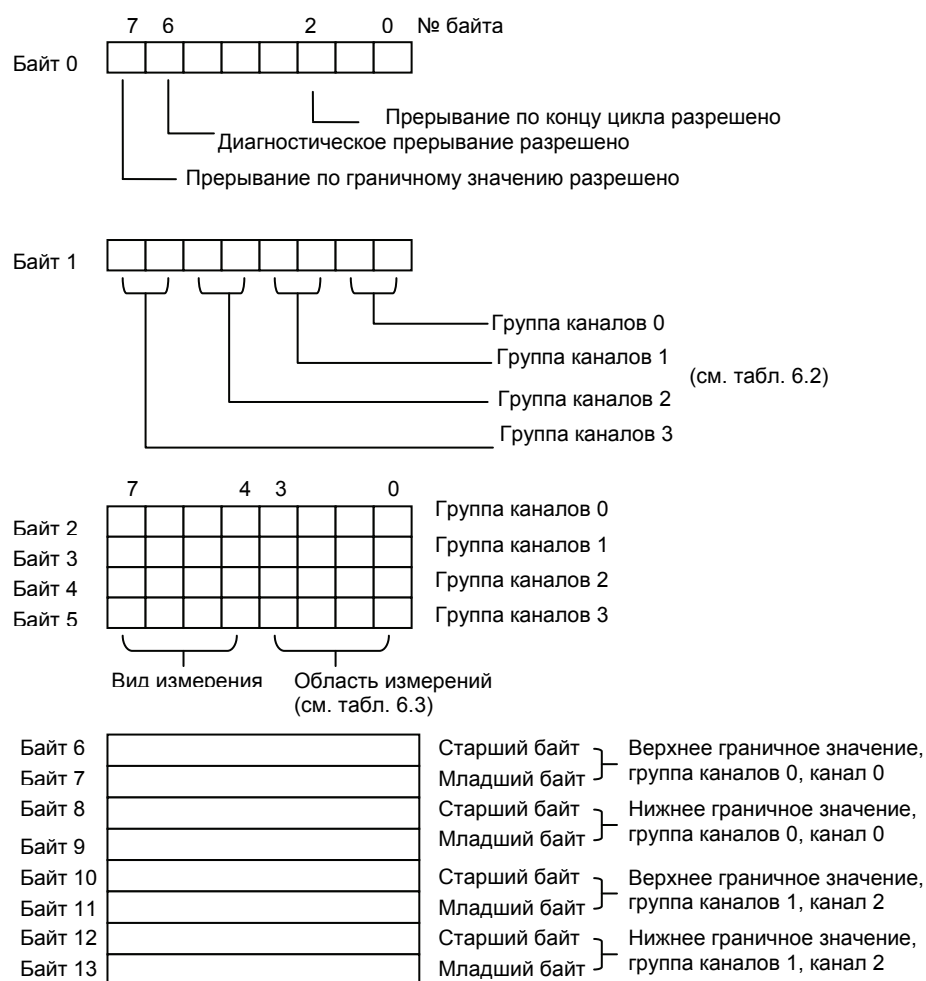 7 6 2 0 № байта
Байт 0
Прерывание по концу цикла разрешено
Диагностическое прерывание разрешено
Прерывание по граничному значению разрешено
Байт 1
Группа каналов 0
Группа каналов 1
(см. табл. 6.2)
Группа каналов 2
Группа каналов 3
7 4 3 0
Байт 2 Группа каналов 0
Байт 3 Группа каналов 1
Байт 4 Группа каналов 2
Байт 5 Группа каналов 3
Вид измерения Область измерений
(см. табл. 6.3)
Байт 6 Старший байт Верхнее граничное значение,
Байт 7 Младший байт группа каналов 0, канал 0
Байт 8 Старший байт Нижнее граничное значение,
Байт 9 Младший байт группа каналов 0, канал 0
Байт 10 Старший байт Верхнее граничное значение,
Байт 11 Младший байт группа каналов 1, канал 2
Байт 12 Старший байт Нижнее граничное значение,
Байт 13 Младший байт группа каналов 1, канал 2